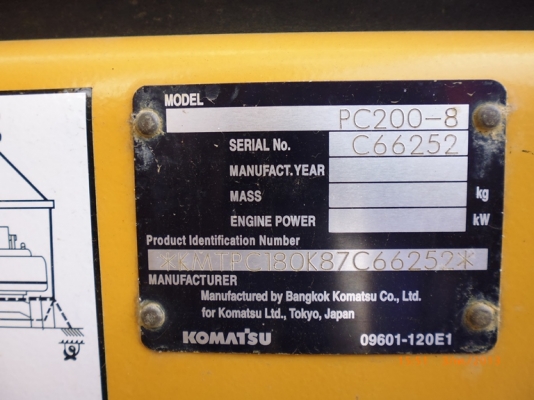 MODEL PC200-8
SERIAL No. C66252
MANUFACT.YEAR
MASS kg
ENGINE POWER kW
Product Identification Number
*KMTPC180K87C66252*
MANUFACTURER
Manufactured by Bangkok Komatsu Co., Ltd.
for Komatsu Ltd., Tokyo, Japan
KOMATSU 09601-120E1